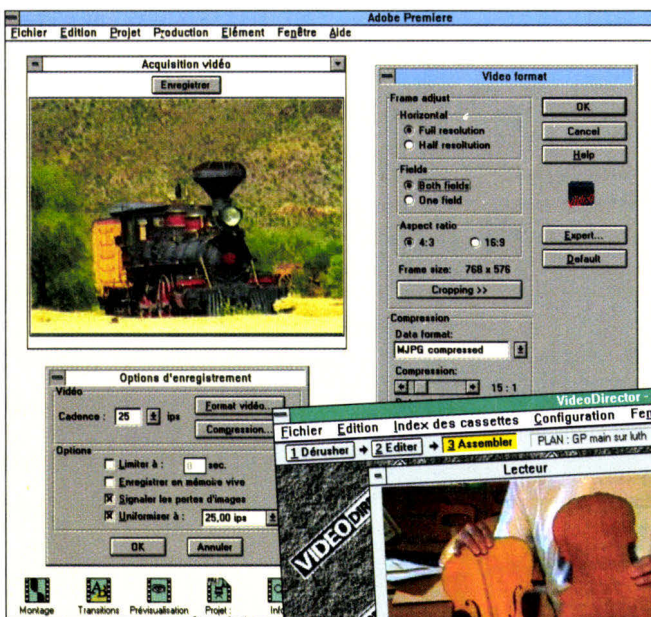 Adobe Premiere
Fichier Edition Projet Production Elément Fenêtre Aide
Acquisition vidéo
Enregistrer
Video format
Frame adjust
Horizontal
Full resolution
Half resoltution
Fields
Both fields
One field
Aspect ratio
4:3 16:9
Frame size: 768 x 576
Cropping >>
Compression
Data format:
MJPG compressed
Compression:
15 : 1
OK
Cancel
Help
Expert...
Default
Options d'enregistrement
Vidéo
Cadence : 25 ips
Format vidéo...
Compression...
Options
Limiter à : 0 sec.
Enregistrer en mémoire vive
Signaler les pertes d'images
Uniformiser à : 25,00 ips
OK Annuler
Montage Transitions Prévisualisation Projet :
VideoDirector -
Fichier Edition Index des cassettes Configuration
1 Dérusher 2 Editer 3 Assembler PLAN : GP main sur luth
Lecteur
VIDEO